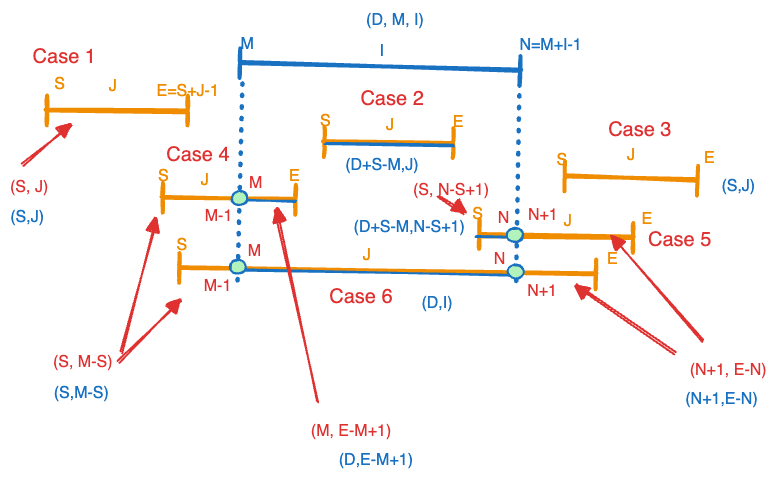 (D, M, I)
M
I
N=M+I-1
Case 1
S
J
E=S+J-1
Case 2
S
J
E
(D+S-M,J)
Case 3
S
J
E
(S,J)
(S, J)
(S,J)
Case 4
S
J
M
E
M-1
(S, N-S+1)
(D+S-M,N-S+1)
S
N
N+1
J
E
Case 5
S
M
J
N
E
M-1
Case 6
N+1
(D,I)
(S, M-S)
(S,M-S)
(N+1, E-N)
(N+1,E-N)
(M, E-M+1)
(D,E-M+1)